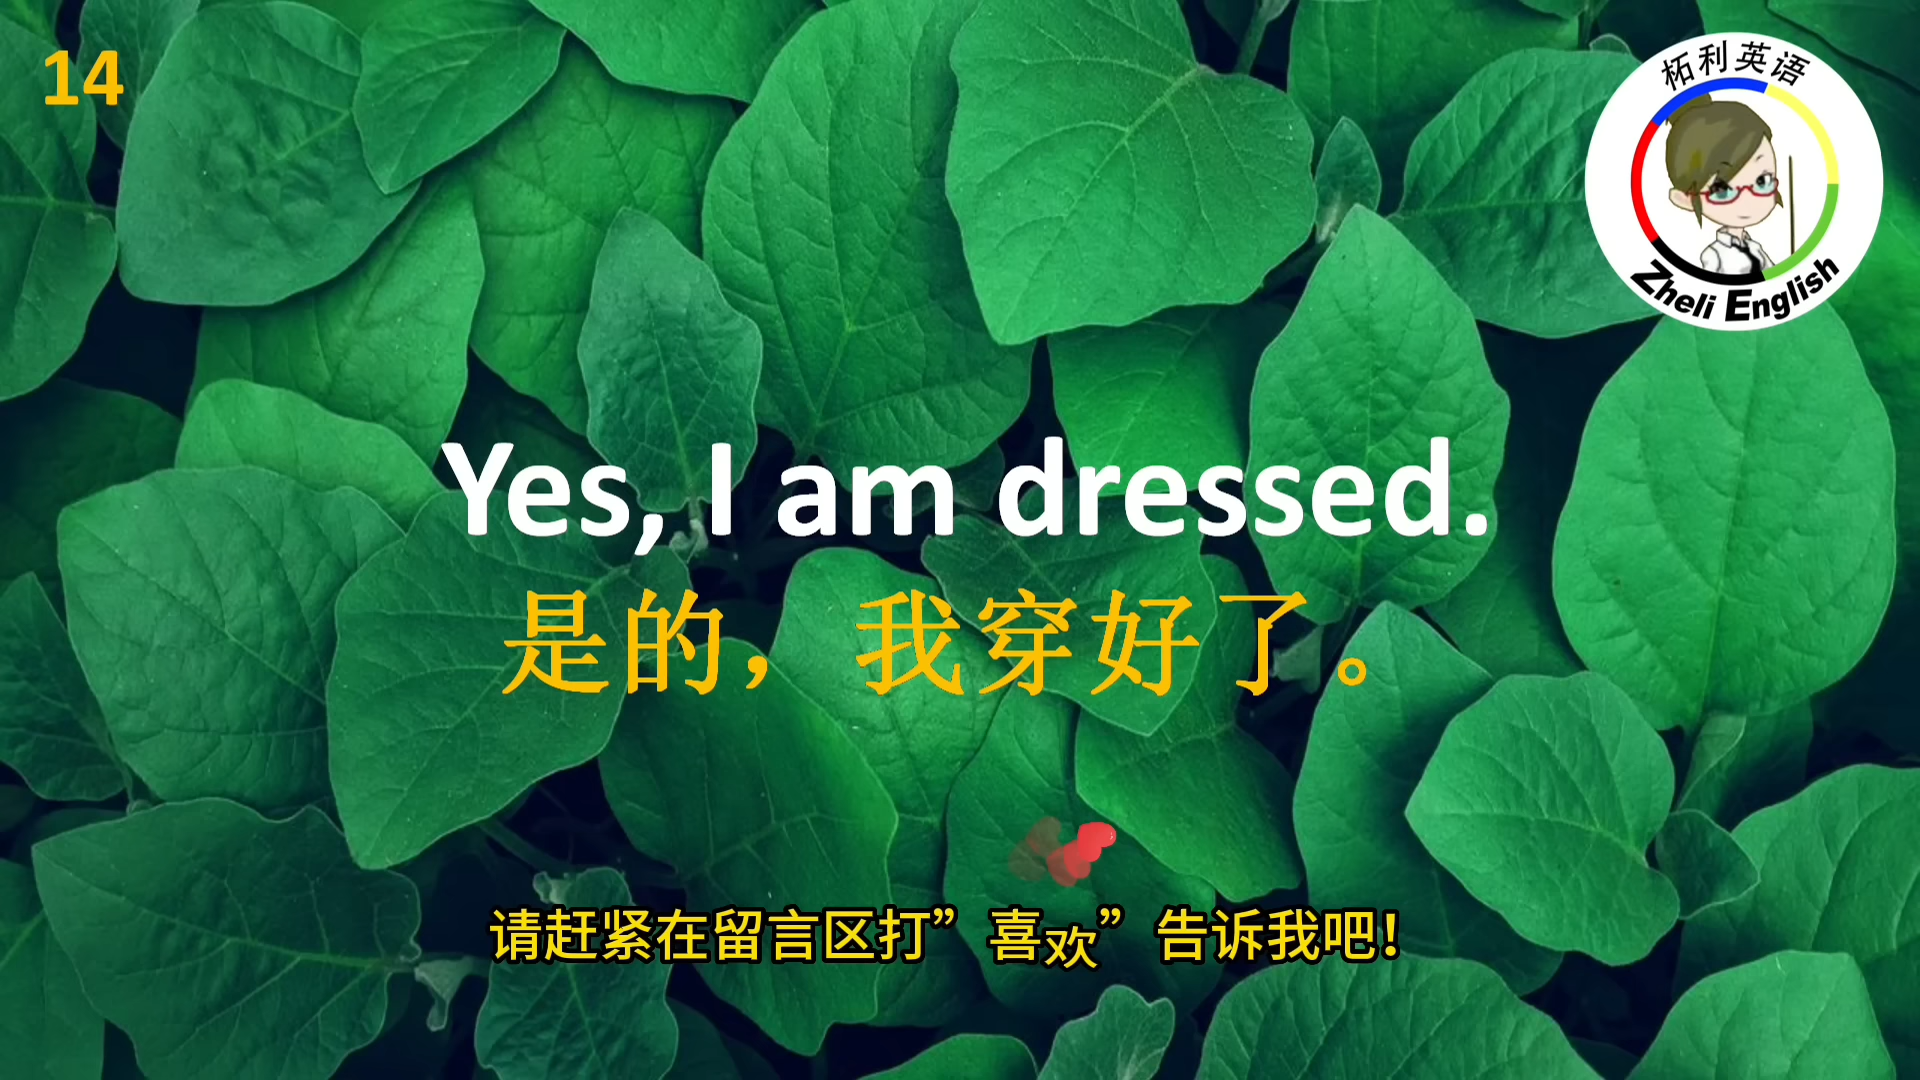 14
柘利英语
Zheli English
Yes, I am dressed.
是的，我穿好了。
请赶紧在留言区打”喜欢”告诉我吧！